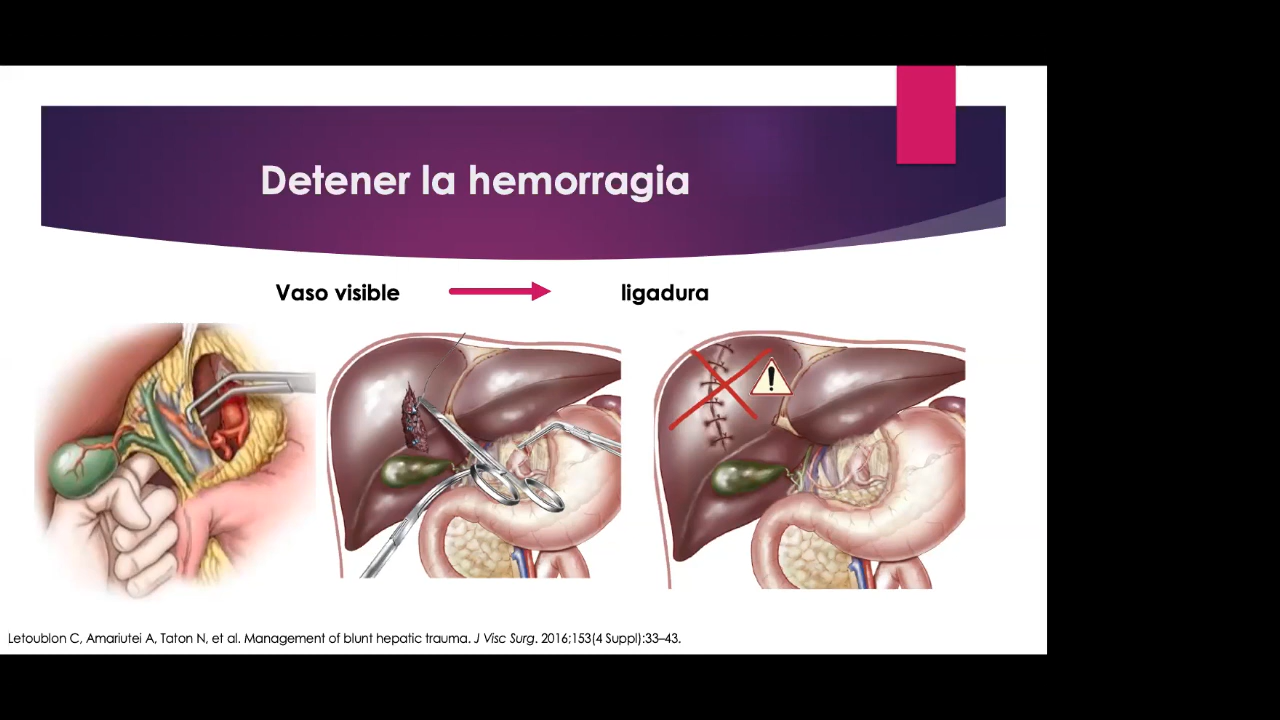 Detener la hemorragia
Vaso visible ligadura
Letoublon C, Amariutei A, Taton N, et al. Management of blunt hepatic trauma. J Visc Surg. 2016;153(4 Suppl):33–43.